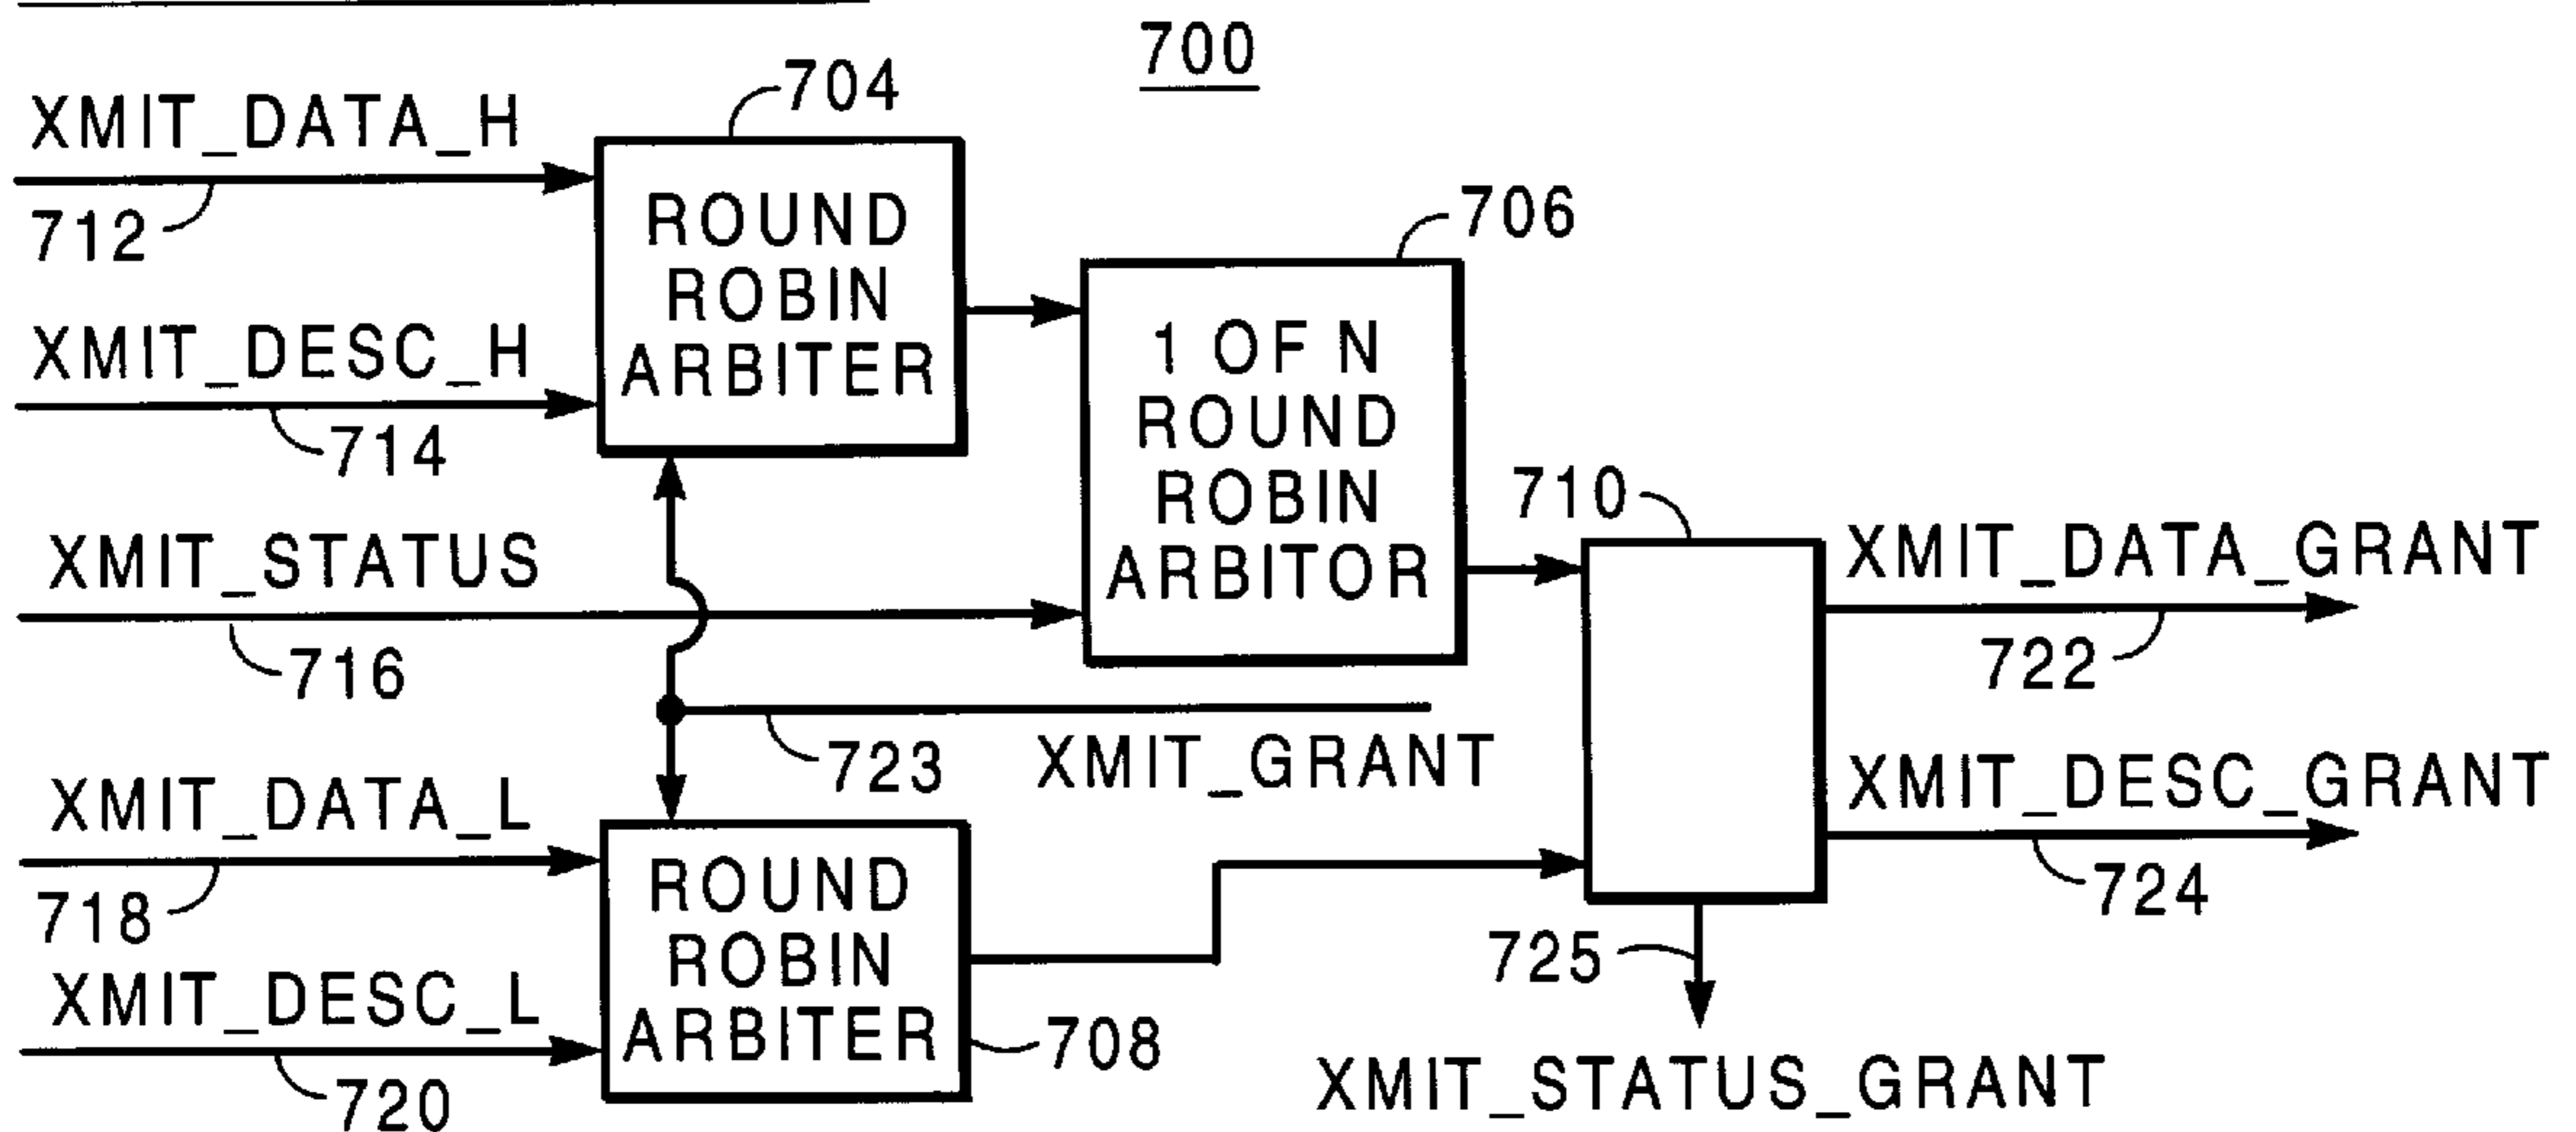 700
704
XMIT_DATA_H
712
ROUND
ROBIN
ARBITER
XMIT_DESC_H
714
706
1 OF N
ROUND
ROBIN
ARBITOR
XMIT_STATUS
716
710
XMIT_DATA_GRANT
722
723
XMIT_GRANT
XMIT_DESC_GRANT
724
XMIT_DATA_L
718
ROUND
ROBIN
ARBITER
708
XMIT_DESC_L
720
725
XMIT_STATUS_GRANT